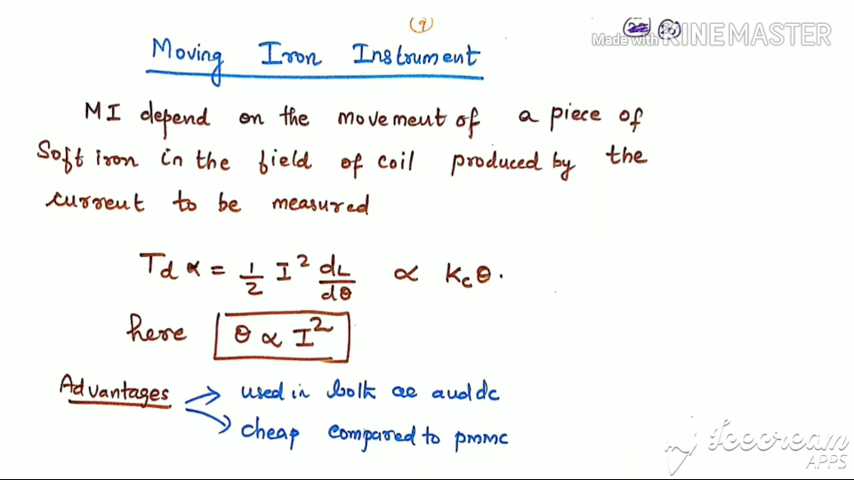 (9)
Made with KINEMASTER
Moving Iron Instrument
MI depend on the movement of a piece of
Soft iron in the field of coil produced by the
current to be measured
Td ∝ = 1/2 I² dL/dθ ∝ Kcθ.
here θ ∝ I²
Advantages → used in both ac and dc
→ cheap compared to pmmc
Icecream
APPS